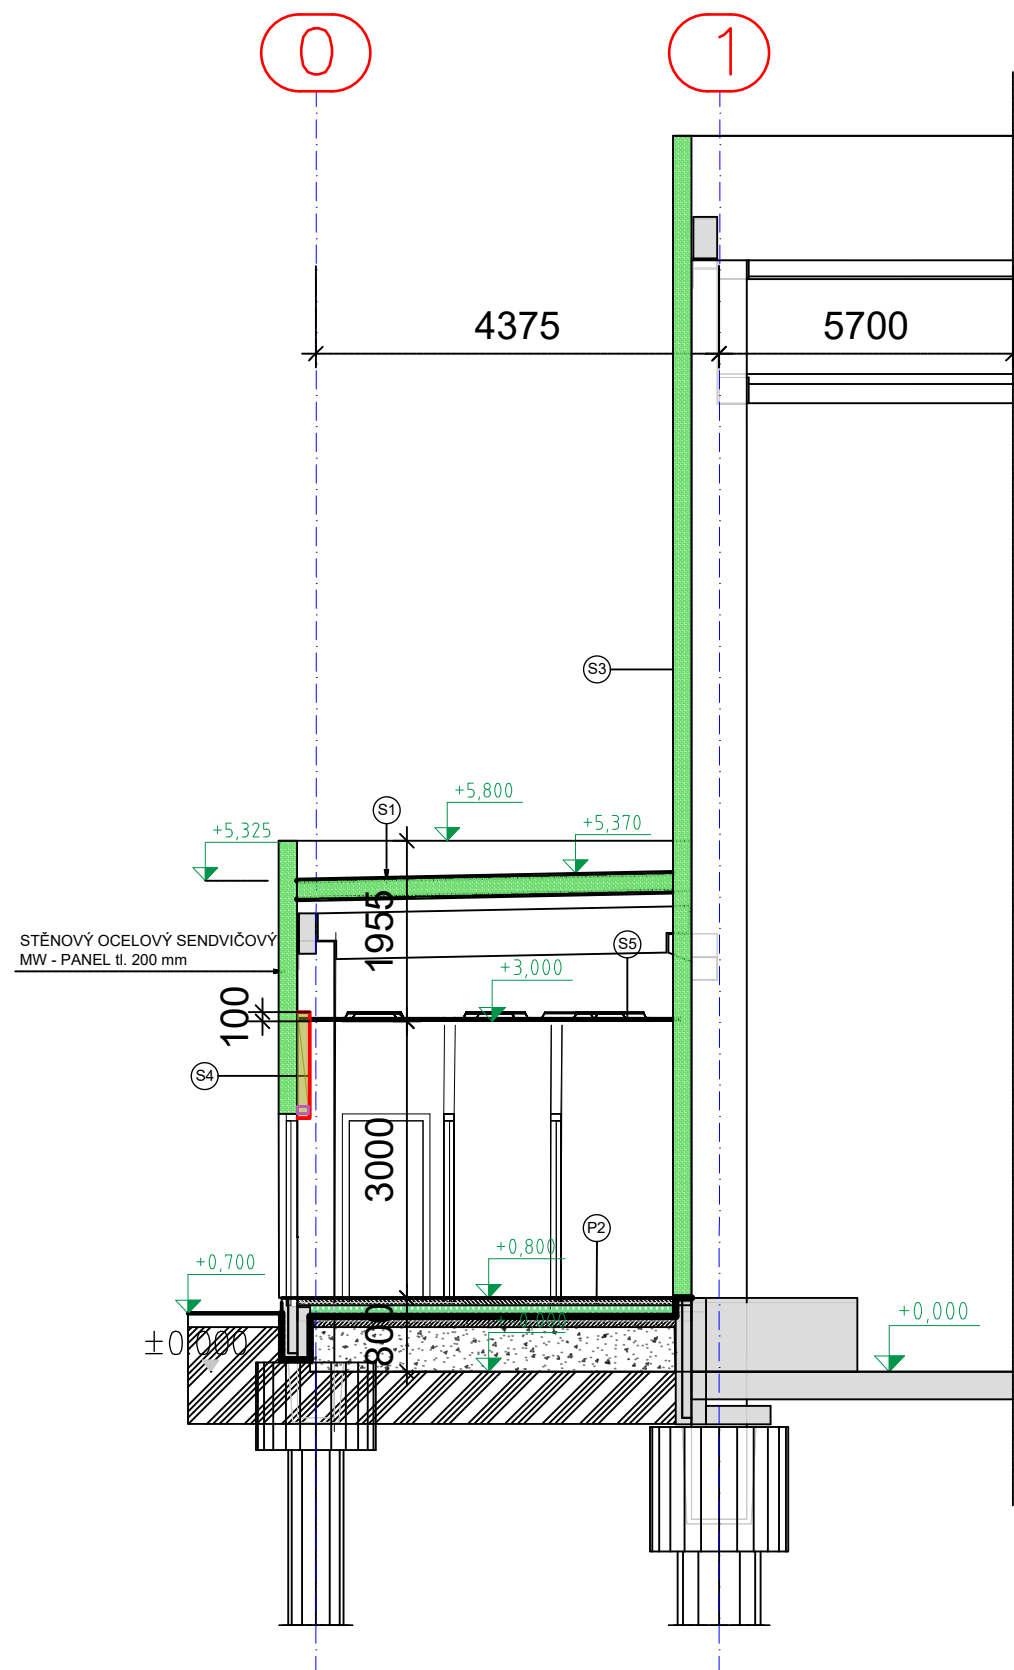 0
1
4375
5700
S3
+5,800
S1
+5,325
+5,370
1955
STĚNOVÝ OCELOVÝ SENDVIČOVÝ
MW - PANEL tl. 200 mm
S5
+3,000
100
S4
3000
P2
+0,800
+0,700
+0,000
±0,000
800